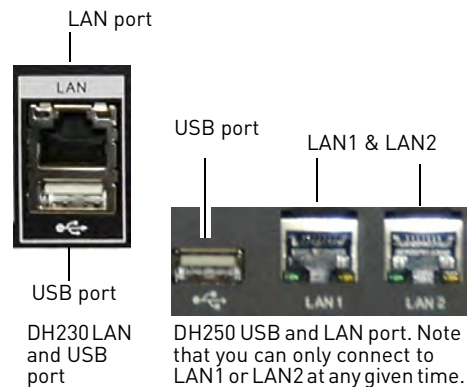 LAN port
LAN
USB port
DH230 LAN
and USB
port
USB port
LAN1 & LAN2
LAN 1
LAN 2
DH250 USB and LAN port. Note
that you can only connect to
LAN1 or LAN2 at any given time.